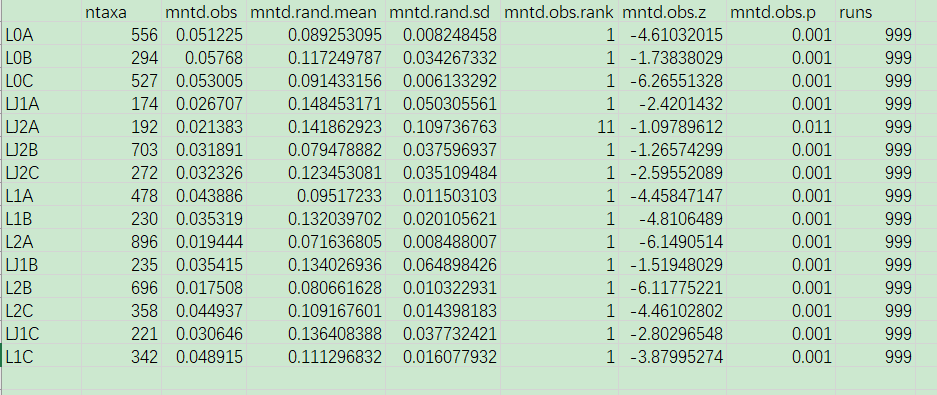 ntaxa mntd.obs mntd.rand.mean mntd.rand.sd mntd.obs.rank mntd.obs.z mntd.obs.p runs
L0A 556 0.051225 0.089253095 0.008248458 1 -4.61032015 0.001 999
L0B 294 0.05768 0.117249787 0.034267332 1 -1.73838029 0.001 999
L0C 527 0.053005 0.091433156 0.006133292 1 -6.26551328 0.001 999
LJ1A 174 0.026707 0.148453171 0.050305561 1 -2.4201432 0.001 999
LJ2A 192 0.021383 0.141862923 0.109736763 11 -1.09789612 0.011 999
LJ2B 703 0.031891 0.079478882 0.037596937 1 -1.26574299 0.001 999
LJ2C 272 0.032326 0.123453081 0.035109484 1 -2.59552089 0.001 999
L1A 478 0.043886 0.09517233 0.011503103 1 -4.45847147 0.001 999
L1B 230 0.035319 0.132039702 0.020105621 1 -4.8106489 0.001 999
L2A 896 0.019444 0.071636805 0.008488007 1 -6.1490514 0.001 999
LJ1B 235 0.035415 0.134026936 0.064898426 1 -1.51948029 0.001 999
L2B 696 0.017508 0.080661628 0.010322931 1 -6.11775221 0.001 999
L2C 358 0.044937 0.109167601 0.014398183 1 -4.46102802 0.001 999
LJ1C 221 0.030646 0.136408388 0.037732421 1 -2.80296548 0.001 999
L1C 342 0.048915 0.111296832 0.016077932 1 -3.87995274 0.001 999